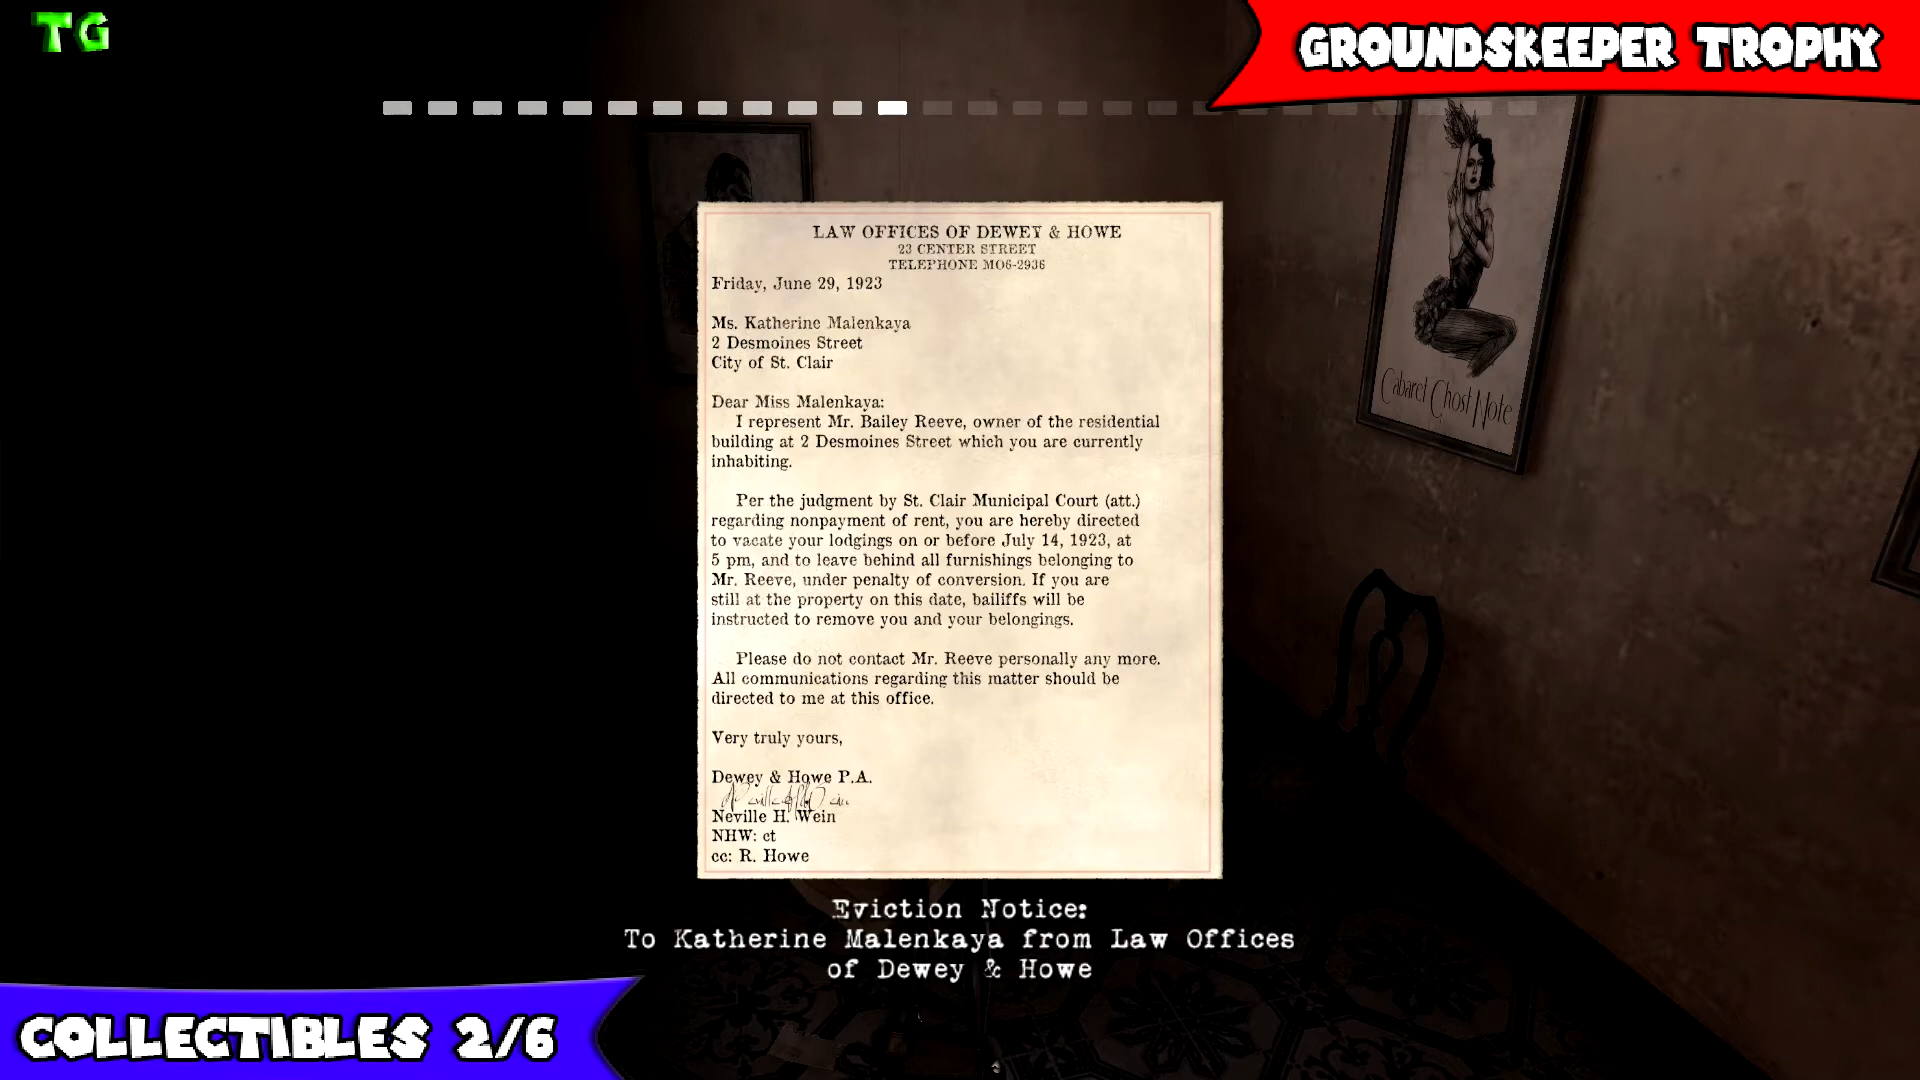 TG
GROUNDSKEEPER TROPHY
Cabaret Ghost Note
LAW OFFICES OF DEWEY & HOWE
23 CENTER STREET
TELEPHONE MO6-2936
Friday, June 29, 1923
Ms. Katherine Malenkaya
2 Desmoines Street
City of St. Clair
Dear Miss Malenkaya:
I represent Mr. Bailey Reeve, owner of the residential
building at 2 Desmoines Street which you are currently
inhabiting.
Per the judgment by St. Clair Municipal Court (att.)
regarding nonpayment of rent, you are hereby directed
to vacate your lodgings on or before July 14, 1923, at
5 pm, and to leave behind all furnishings belonging to
Mr. Reeve, under penalty of conversion. If you are
still at the property on this date, bailiffs will be
instructed to remove you and your belongings.
Please do not contact Mr. Reeve personally any more.
All communications regarding this matter should be
directed to me at this office.
Very truly yours,
Dewey & Howe P.A.
Neville H. Wein
NHW: ct
cc: R. Howe
Eviction Notice:
To Katherine Malenkaya from Law Offices
of Dewey & Howe
COLLECTIBLES 2/6